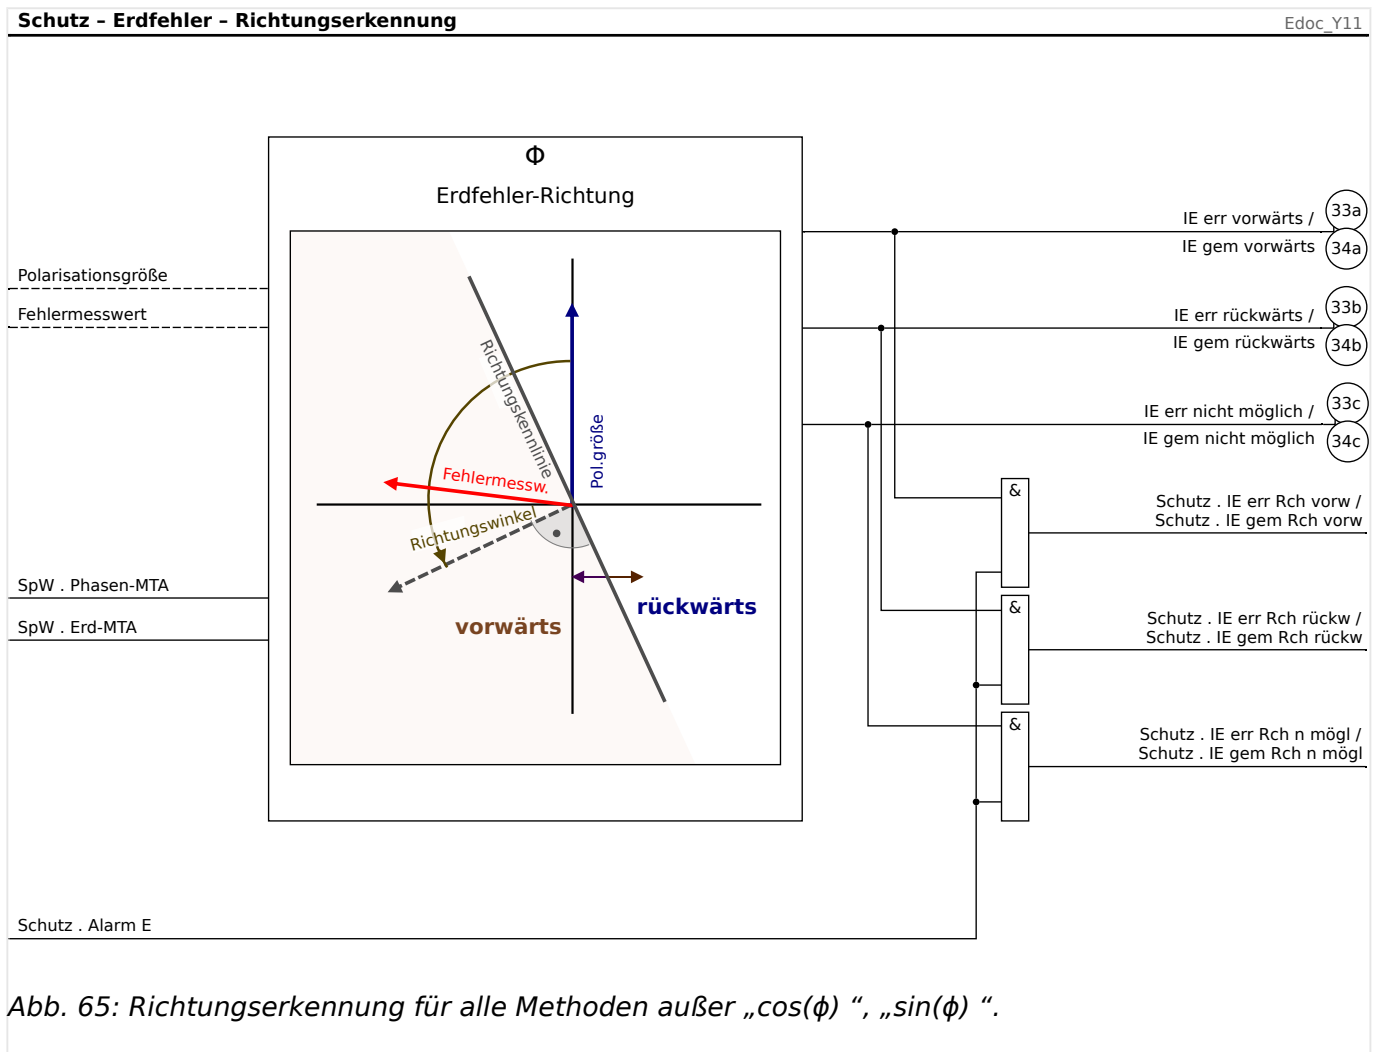 Schutz – Erdfehler – Richtungserkennung
Edoc_Y11
Φ
Erdfehler-Richtung
Polarisationsgröße
Fehlermesswert
SpW . Phasen-MTA
SpW . Erd-MTA
Schutz . Alarm E
Richtungskennlinie
Pol.größe
Fehlermessw.
Richtungswinkel
vorwärts
rückwärts
IE err vorwärts /
33a
IE gem vorwärts
34a
IE err rückwärts /
33b
IE gem rückwärts
34b
IE err nicht möglich /
33c
IE gem nicht möglich
34c
&
Schutz . IE err Rch vorw /
Schutz . IE gem Rch vorw
&
Schutz . IE err Rch rückw /
Schutz . IE gem Rch rückw
&
Schutz . IE err Rch n mögl /
Schutz . IE gem Rch n mögl
Abb. 65: Richtungserkennung für alle Methoden außer „cos(ϕ) “, „sin(ϕ) “.